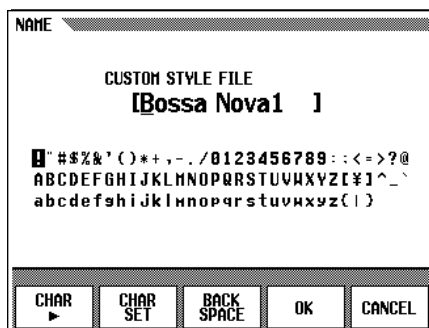 NAME
CUSTOM STYLE FILE
[Bossa Nova1 ]
!"#$%&'()*+,-./0123456789:;<=>?@
ABCDEFGHIJKLMNOPQRSTUVWXYZ[¥]^_`
abcdefghijklmnopqrstuvwxyz{|}
CHAR ▶
CHAR SET
BACK SPACE
OK
CANCEL